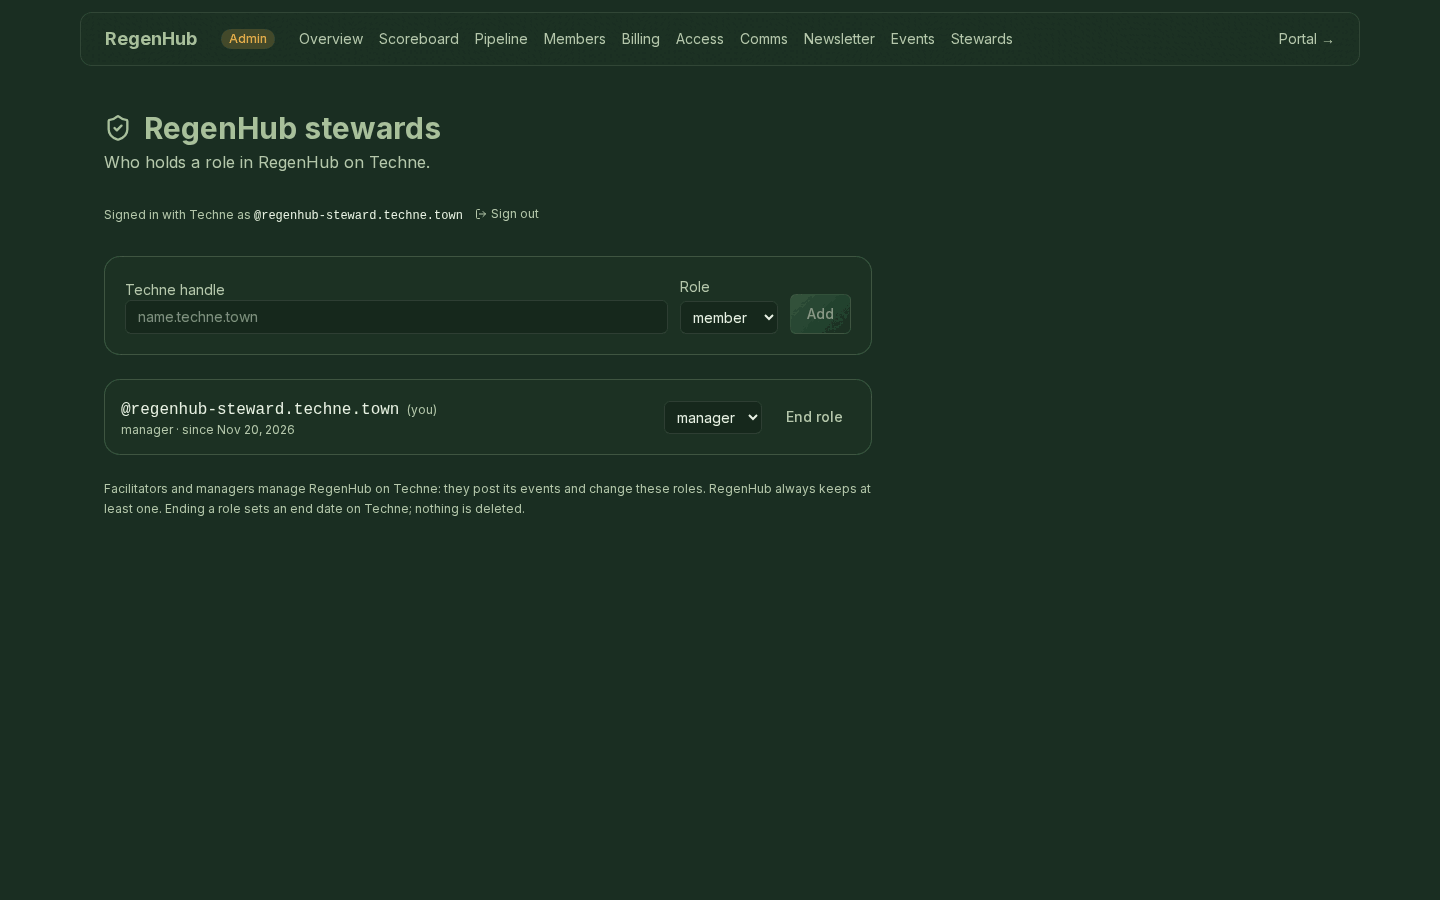 RegenHub Admin Overview Scoreboard Pipeline Members Billing Access Comms Newsletter Events Stewards Portal →
RegenHub stewards
Who holds a role in RegenHub on Techne.
Signed in with Techne as @regenhub-steward.techne.town Sign out
Techne handle
name.techne.town
Role
member
Add
@regenhub-steward.techne.town (you)
manager · since Nov 20, 2026
manager
End role
Facilitators and managers manage RegenHub on Techne: they post its events and change these roles. RegenHub always keeps at
least one. Ending a role sets an end date on Techne; nothing is deleted.